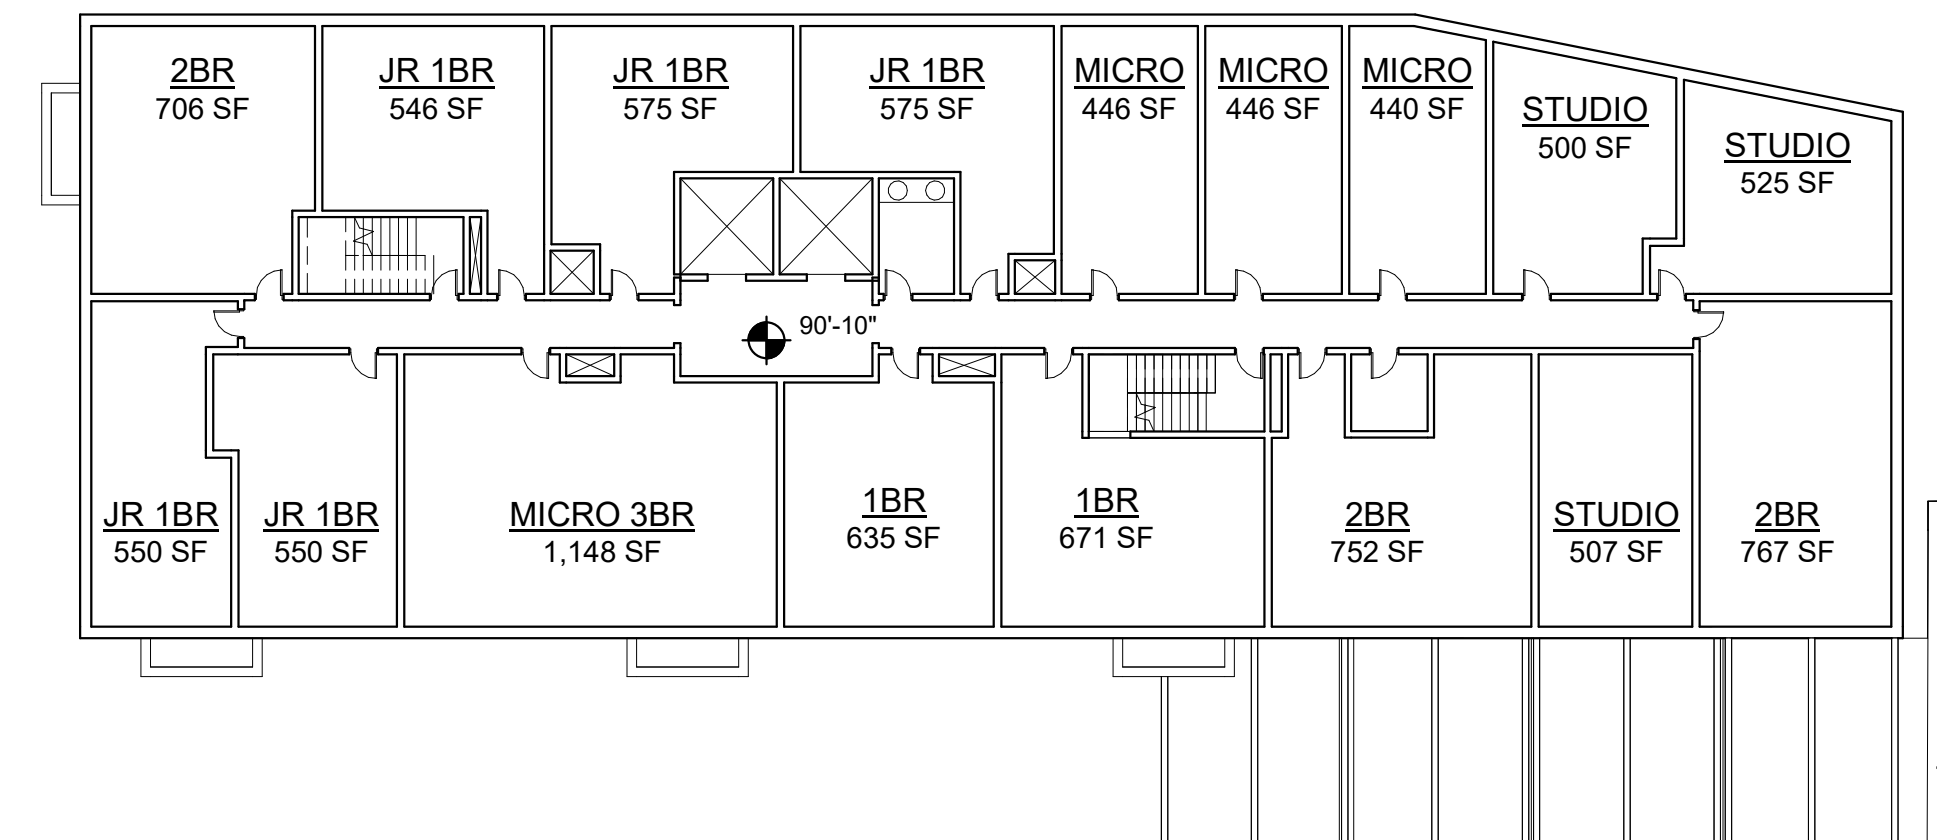 2BR
706 SF
JR 1BR
546 SF
JR 1BR
575 SF
JR 1BR
575 SF
MICRO
446 SF
MICRO
446 SF
MICRO
440 SF
STUDIO
500 SF
STUDIO
525 SF
90'-10"
JR 1BR
550 SF
JR 1BR
550 SF
MICRO 3BR
1,148 SF
1BR
635 SF
1BR
671 SF
2BR
752 SF
STUDIO
507 SF
2BR
767 SF